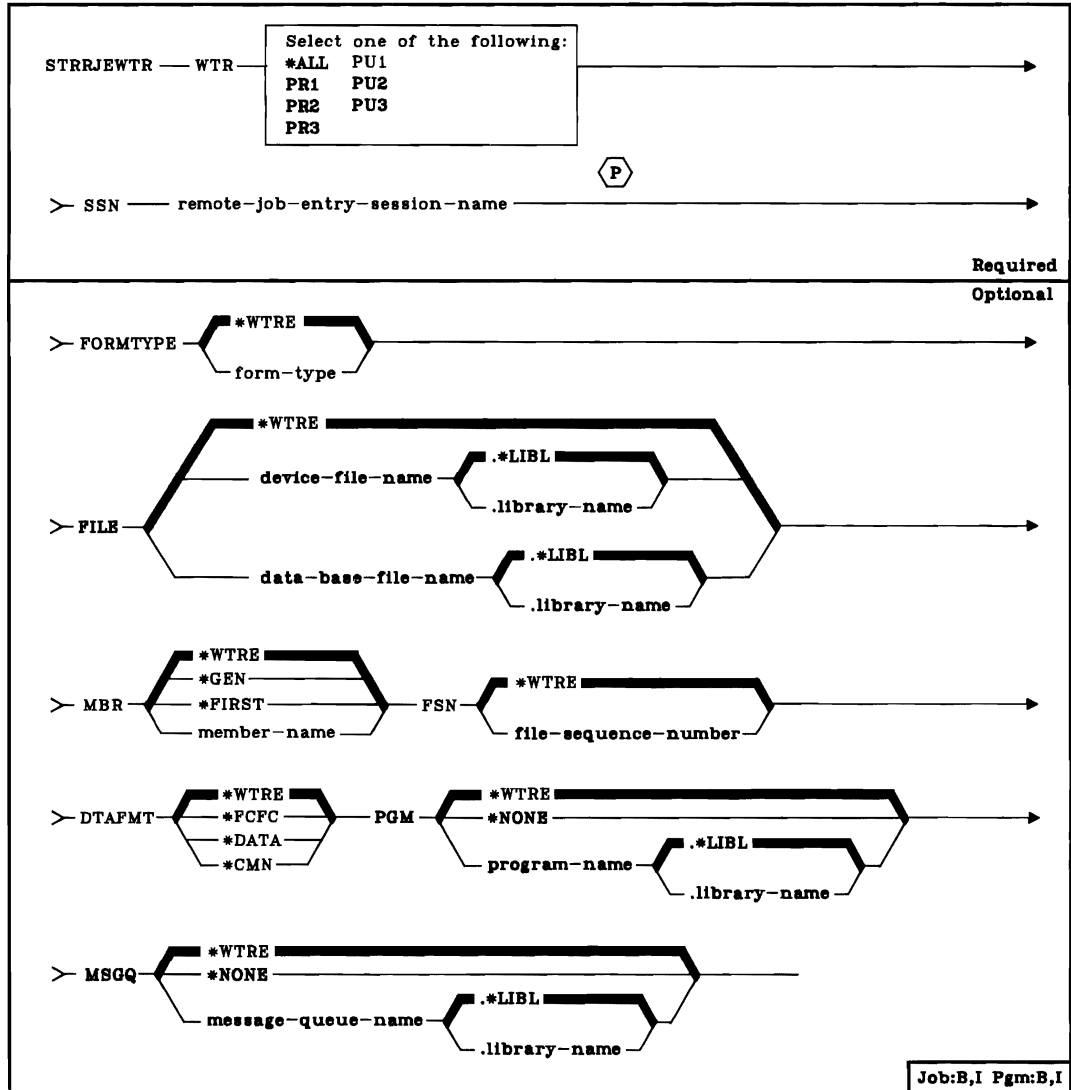 Select one of the following:
STRRJEWTR WTR *ALL PU1
PR1 PU2
PR2 PU3
PR3
P
SSN remote-job-entry-session-name
Required
Optional
*WTRE
FORMTYPE
form-type
*WTRE
.*LIBL
device-file-name
.library-name
FILE
.*LIBL
data-base-file-name
.library-name
*WTRE *WTRE
*GEN
MBR *FIRST FSN
member-name file-sequence-number
*WTRE *WTRE
DTAFMT *FCFC PGM *NONE
*DATA .*LIBL
*CMN program-name
.library-name
*WTRE
MSGQ *NONE
.*LIBL
message-queue-name
.library-name
Job:B,I Pgm:B,I